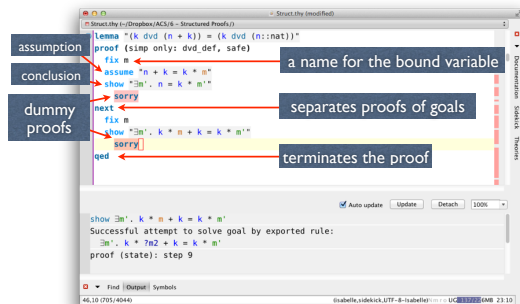 Struct.thy (modified)
Struct.thy (~/Dropbox/ACS/6 – Structured Proofs/)
lemma "(k dvd (n + k)) = (k dvd (n::nat))"
proof (simp only: dvd_def, safe)
fix m
assume "n + k = k * m"
show "∃m'. n = k * m'"
sorry
next
fix m
show "∃m'. k * m + k = k * m'"
sorry
qed
assumption
conclusion
dummy
proofs
a name for the bound variable
separates proofs of goals
terminates the proof
Documentation
Sidekick
Theories
Auto update
Update
Detach
100%
show ∃m'. k * m + k = k * m'
Successful attempt to solve goal by exported rule:
∃m'. k * ?m2 + k = k * m'
proof (state): step 9
Find Output Symbols
46,10 (705/4044)
(isabelle,sidekick,UTF-8-Isabelle)
23:10